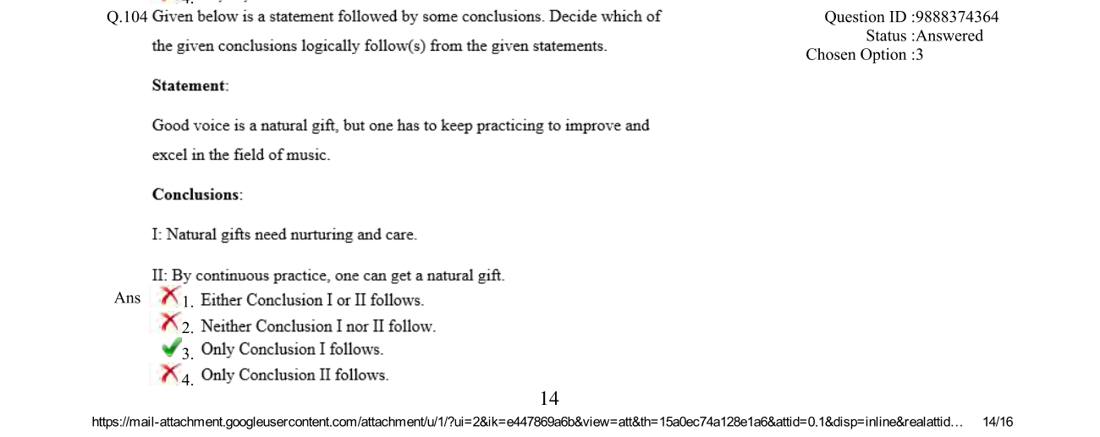 Q.104 Given below is a statement followed by some conclusions. Decide which of
the given conclusions logically follow(s) from the given statements.
Question ID :9888374364
Status :Answered
Chosen Option :3
Statement:
Good voice is a natural gift, but one has to keep practicing to improve and
excel in the field of music.
Conclusions:
I: Natural gifts need nurturing and care.
II: By continuous practice, one can get a natural gift.
Ans 1. Either Conclusion I or II follows.
2. Neither Conclusion I nor II follow.
3. Only Conclusion I follows.
4. Only Conclusion II follows.
14
https://mail-attachment.googleusercontent.com/attachment/u/1/?ui=2&ik=e447869a6b&view=att&th=15a0ec74a128e1a6&attid=0.1&disp=inline&realattid... 14/16